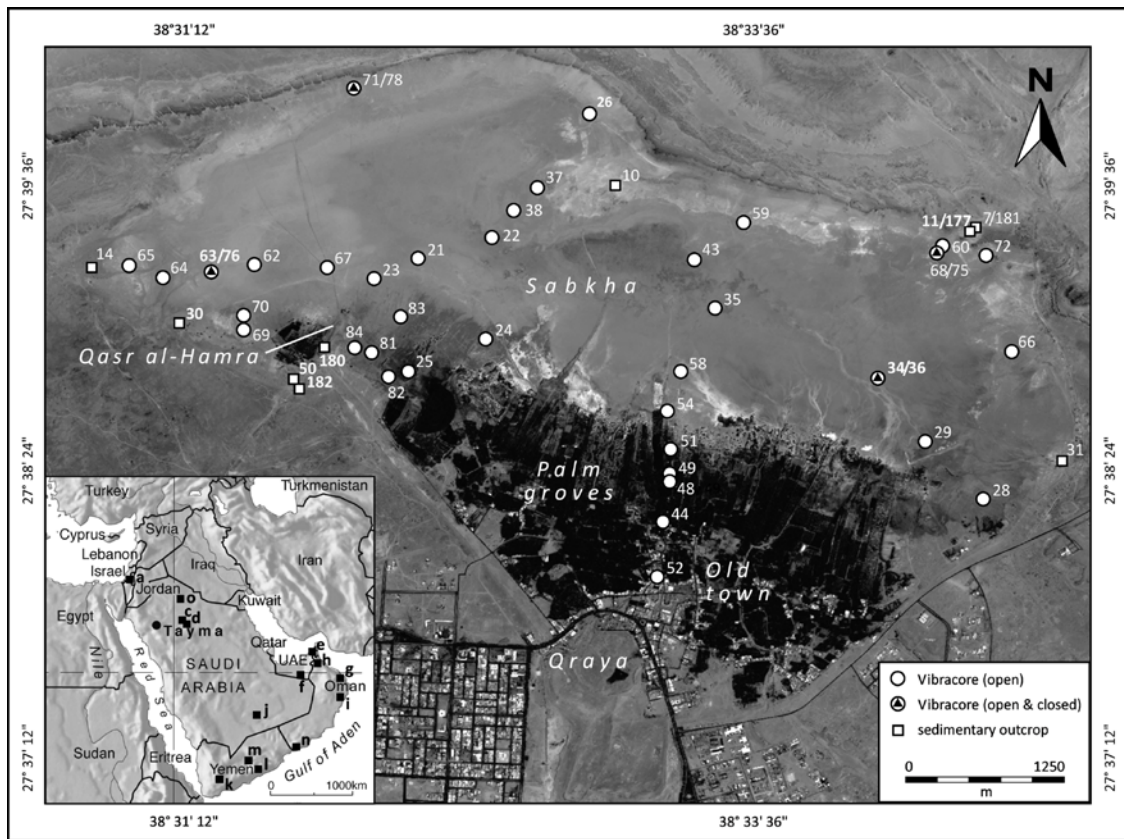 38°31'12"
38°33'36"
27° 39' 36"
27° 38' 24"
27° 37' 12"
27° 39' 36"
27° 38' 24"
27° 37' 12"
38° 31' 12"
38° 33' 36"
71/78
26
N
37
10
38
59
11/177
7/181
22
60
14
65
63/76
62
67
21
43
72
64
23
68/75
Sabkha
30
70
83
35
69
84
81
24
66
Qasr al-Hamra
180
50
182
25
82
58
34/36
54
29
51
31
Palm
groves
49
48
28
44
52
Old
town
Qraya
Turkey
Turkmenistan
Cyprus
Syria
Lebanon
Israel
a
Iraq
Iran
Jordan
o
Kuwait
Egypt
c
d
Tayma
Qatar
e
Nile
Red Sea
SAUDI
ARABIA
UAE
h
f
g
Oman
i
j
Sudan
Eritrea
m
n
Yemen
l
k
Gulf of Aden
0
1000km
Vibracore (open)
Vibracore (open & closed)
sedimentary outcrop
0
1250
m